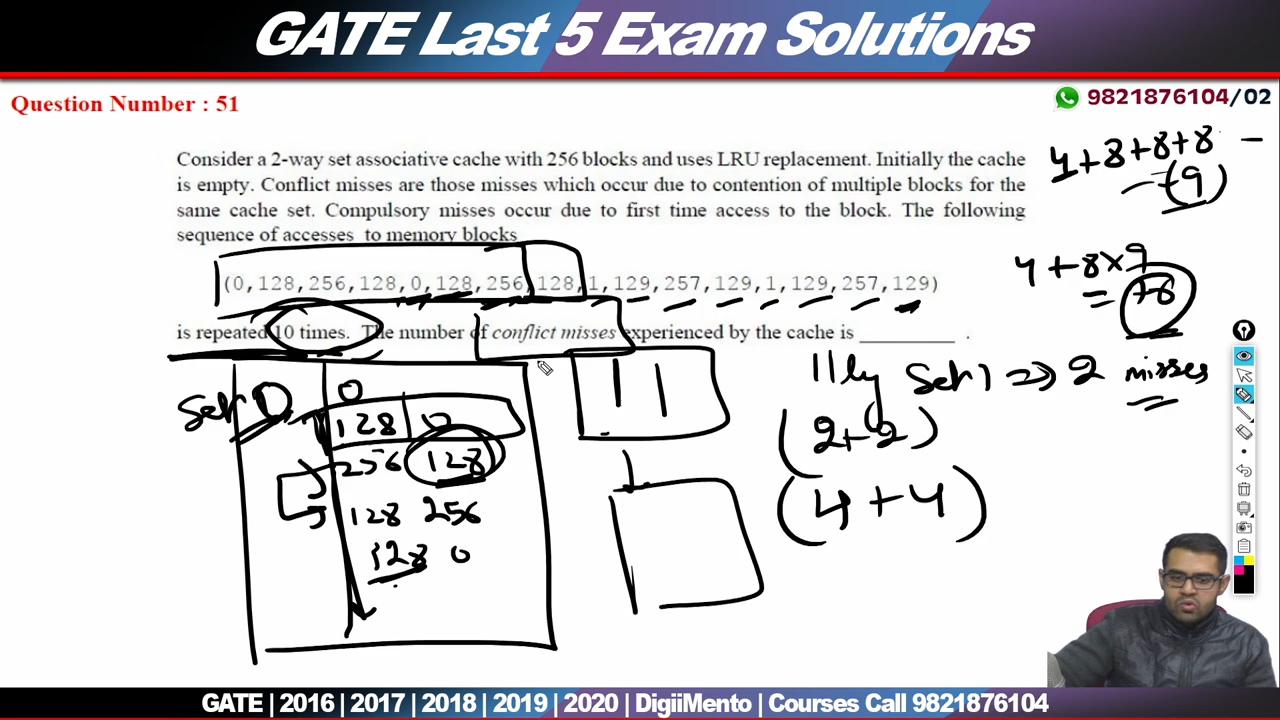 GATE Last 5 Exam Solutions
Question Number : 51
9821876104/02
Consider a 2-way set associative cache with 256 blocks and uses LRU replacement. Initially the cache
is empty. Conflict misses are those misses which occur due to contention of multiple blocks for the
same cache set. Compulsory misses occur due to first time access to the block. The following
sequence of accesses to memory blocks
(0,128,256,128,0,128,256,128,1,129,257,129,1,129,257,129)
is repeated 10 times. The number of conflict misses experienced by the cache is __________ .
4+8+8+8 -
(9)
4+8×9
= 76
||ly Set 1 => 2 misses
(2+2)
(4+4)
Set 0
0
128 0
256 128
128 256
128 0
GATE | 2016 | 2017 | 2018 | 2019 | 2020 | DigiiMento | Courses Call 9821876104